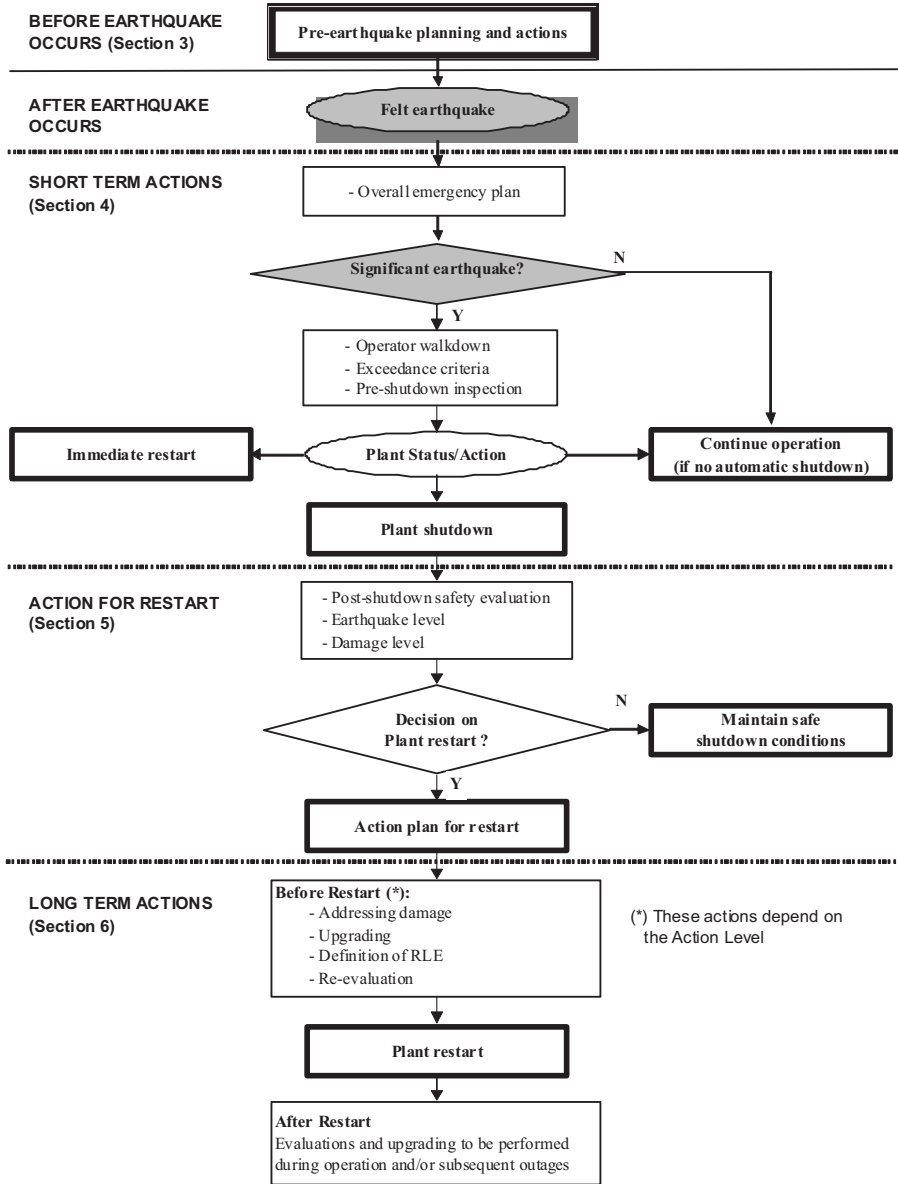 BEFORE EARTHQUAKE
OCCURS (Section 3)
Pre-earthquake planning and actions
AFTER EARTHQUAKE
OCCURS
Felt earthquake
SHORT TERM ACTIONS
(Section 4)
- Overall emergency plan
Significant earthquake?
N
Y
- Operator walkdown
- Exceedance criteria
- Pre-shutdown inspection
Immediate restart
Plant Status/Action
Continue operation
(if no automatic shutdown)
Plant shutdown
ACTION FOR RESTART
(Section 5)
- Post-shutdown safety evaluation
- Earthquake level
- Damage level
Decision on
Plant restart ?
N
Maintain safe
shutdown conditions
Y
Action plan for restart
LONG TERM ACTIONS
(Section 6)
Before Restart (*):
- Addressing damage
- Upgrading
- Definition of RLE
- Re-evaluation
(*) These actions depend on
the Action Level
Plant restart
After Restart
Evaluations and upgrading to be performed
during operation and/or subsequent outages